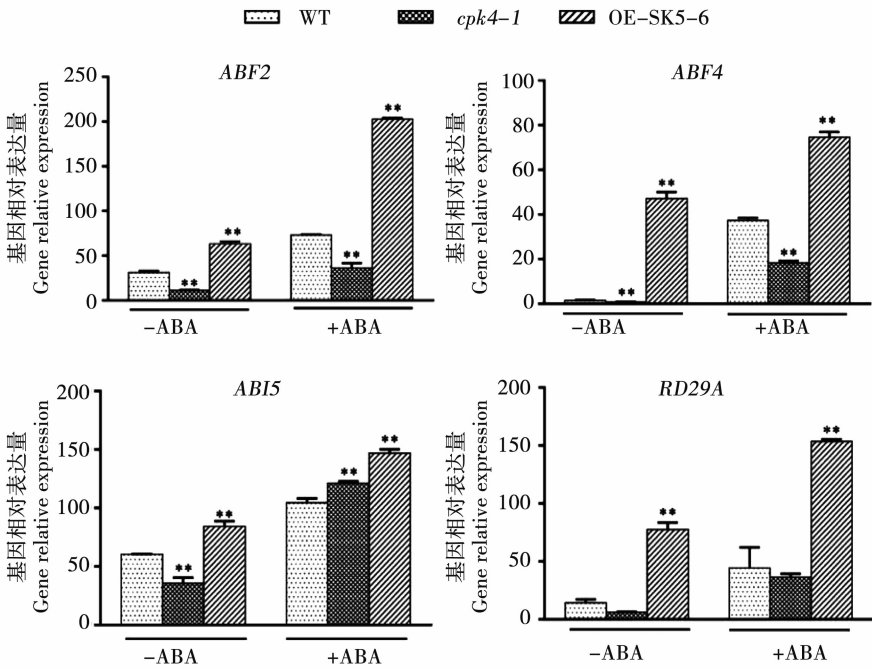 WT cpk4-1 OE-SK5-6
ABF2
基因相对表达量
Gene relative expression
250
200
150
100
50
0
**
**
**
**
-ABA +ABA
ABF4
基因相对表达量
Gene relative expression
100
80
60
40
20
0
**
**
**
**
-ABA +ABA
ABI5
基因相对表达量
Gene relative expression
200
150
100
50
0
**
**
**
**
-ABA +ABA
RD29A
基因相对表达量
Gene relative expression
200
150
100
50
0
**
**
-ABA +ABA